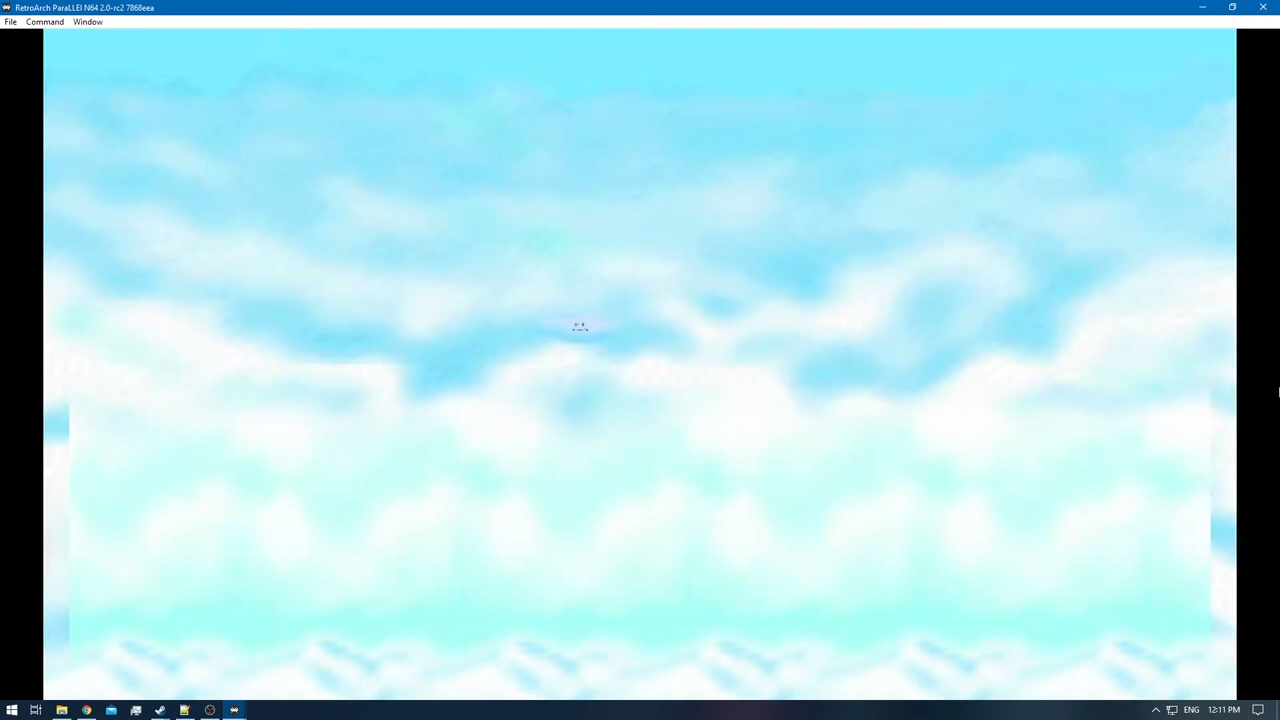 RetroArch ParaLLEl N64 2.0-rc2 7868eea
File Command Window
ENG 12:11 PM